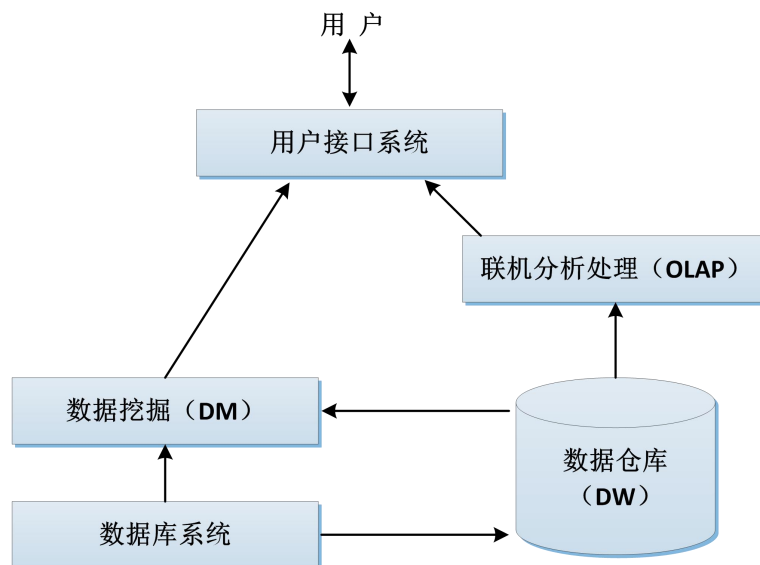 用 户
用户接口系统
联机分析处理（OLAP）
数据挖掘（DM）
数据仓库
（DW）
数据库系统